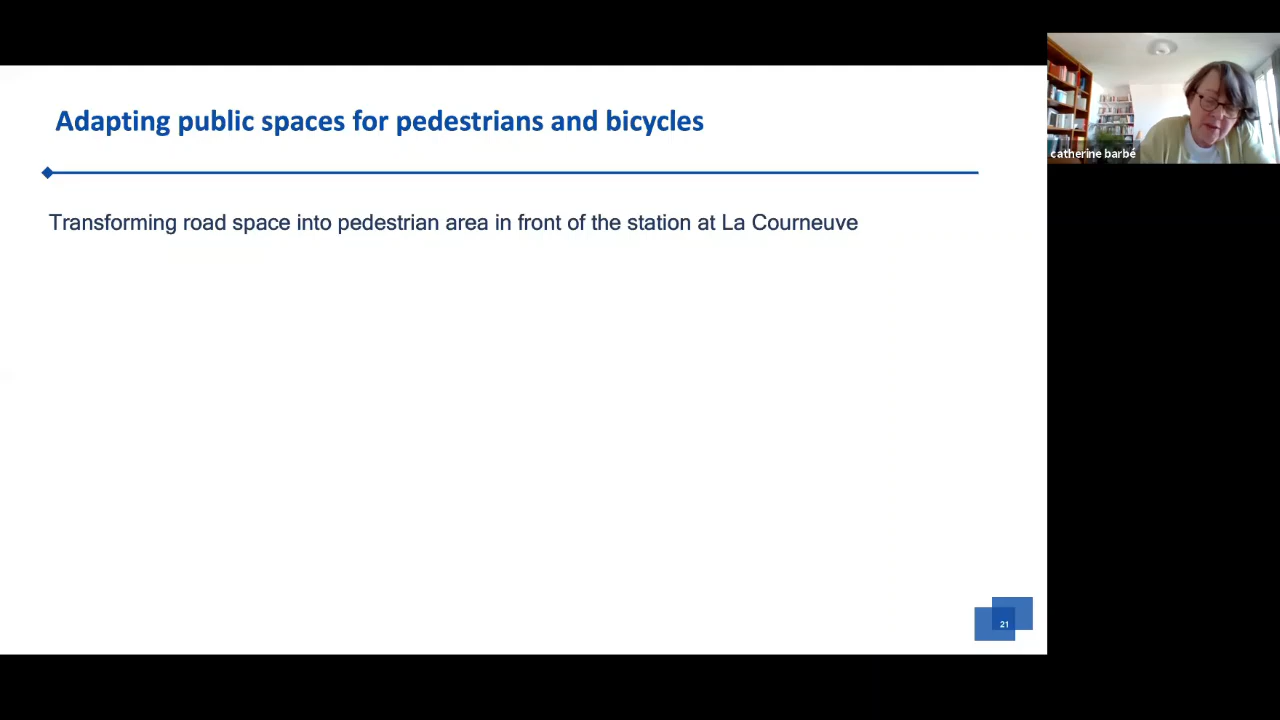 Adapting public spaces for pedestrians and bicycles
catherine barbé
Transforming road space into pedestrian area in front of the station at La Courneuve
21